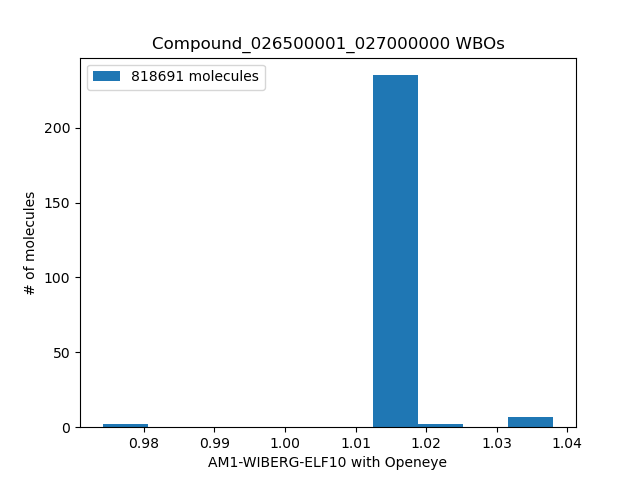 Compound_026500001_027000000 WBOs
818691 molecules
# of molecules
200
150
100
50
0
0.98 0.99 1.00 1.01 1.02 1.03 1.04
AM1-WIBERG-ELF10 with Openeye